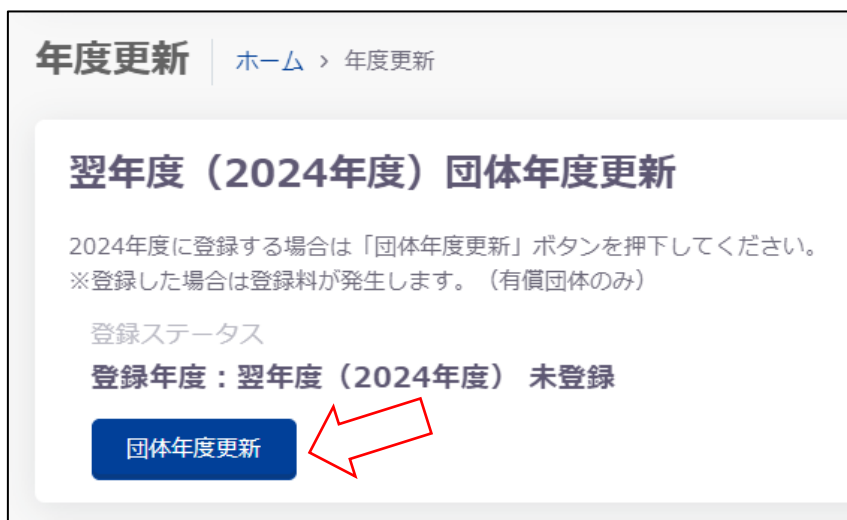 年度更新 ホーム › 年度更新
翌年度（2024年度）団体年度更新
2024年度に登録する場合は「団体年度更新」ボタンを押下してください。
※登録した場合は登録料が発生します。（有償団体のみ）
登録ステータス
登録年度：翌年度（2024年度） 未登録
団体年度更新